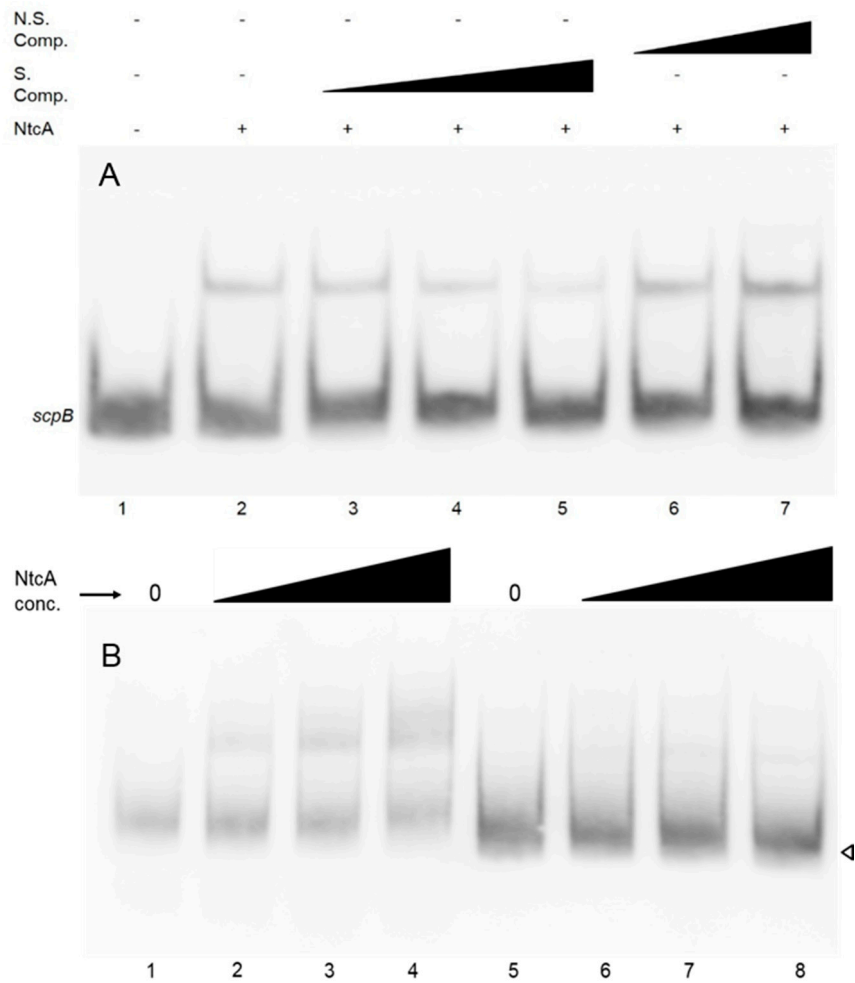 N.S. - - - - -
Comp.
S. - - - -
Comp.
NtcA - + + + + + +
A
scpB
1 2 3 4 5 6 7
NtcA 0 0
conc.
B
1 2 3 4 5 6 7 8